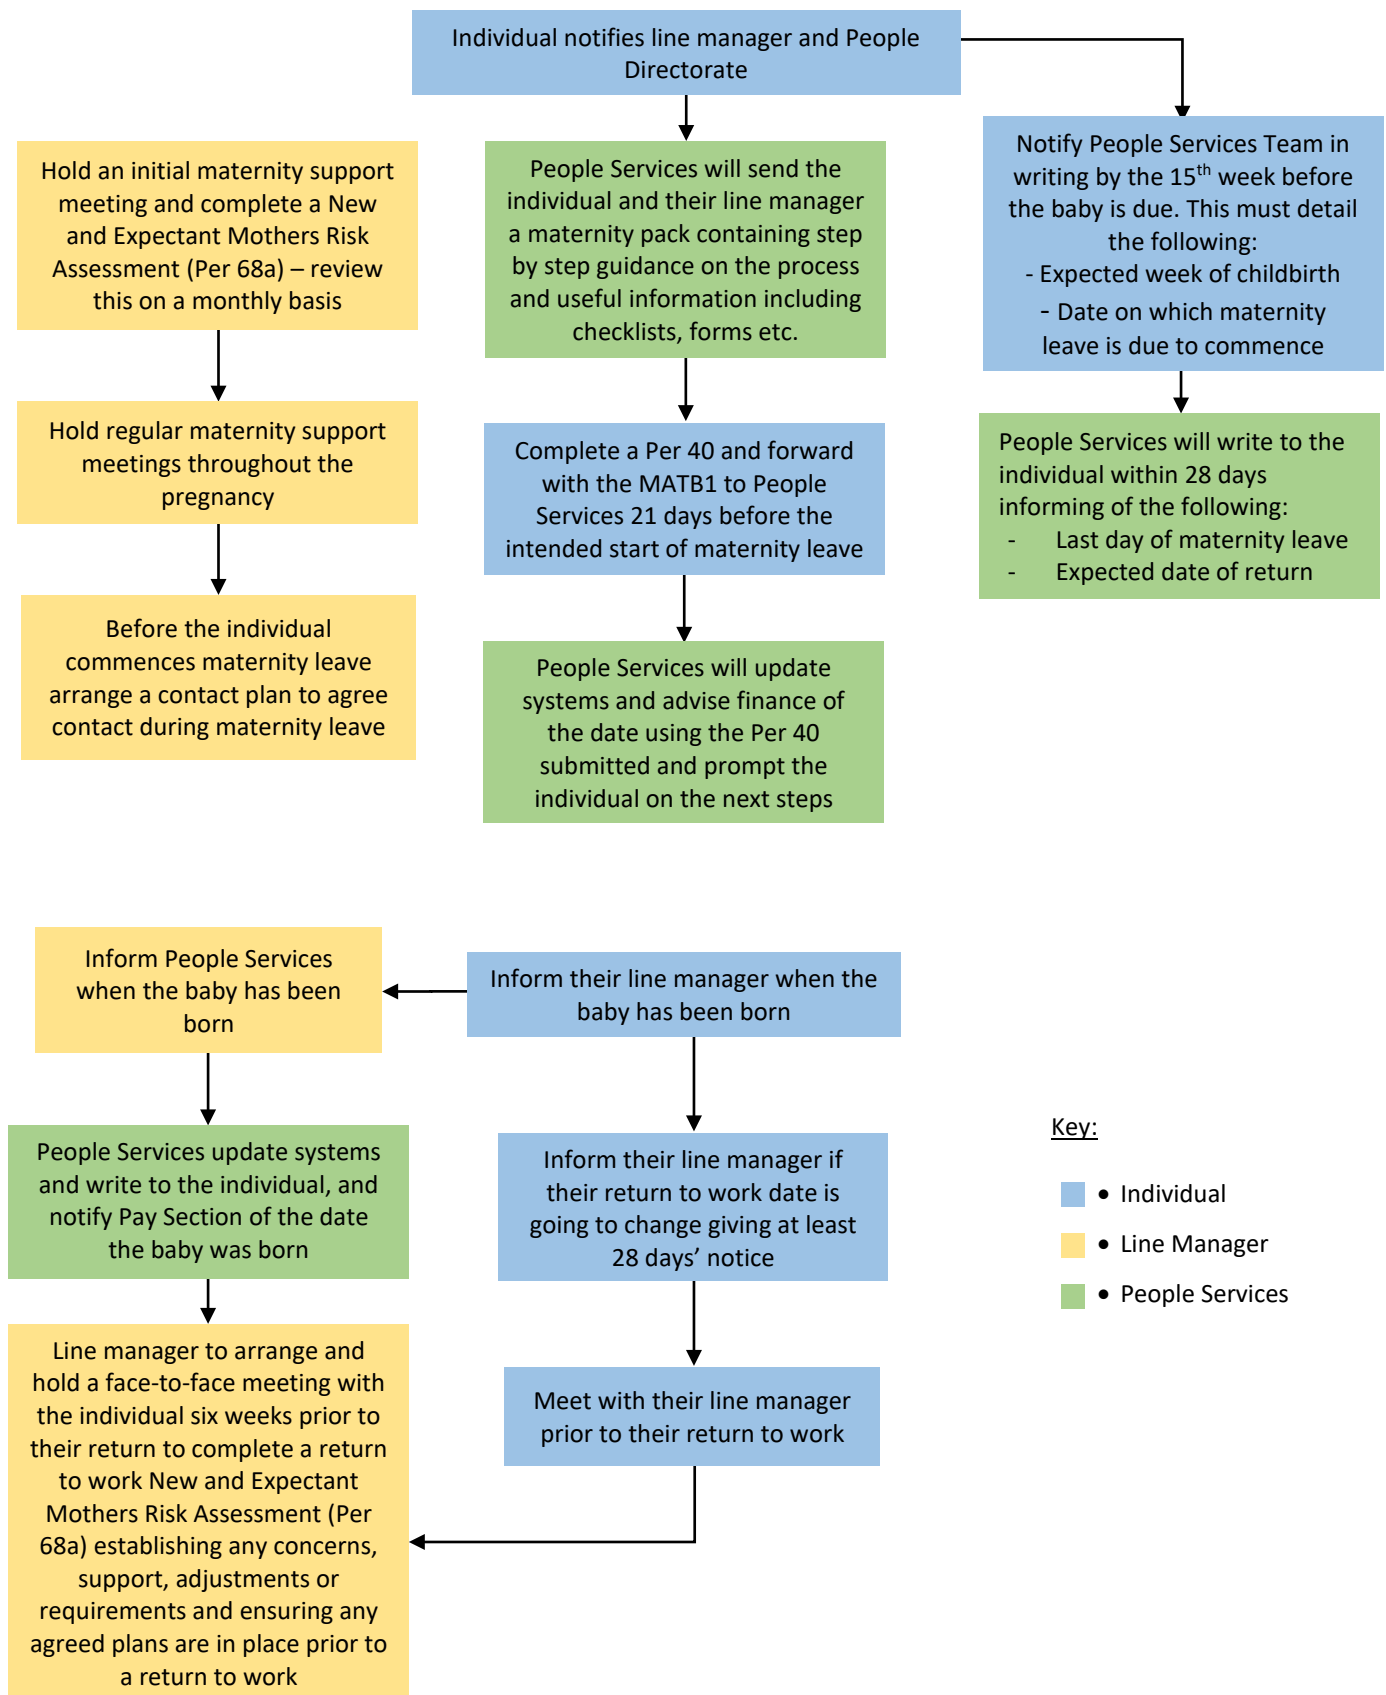 Individual notifies line manager and People
Directorate
Hold an initial maternity support
meeting and complete a New
and Expectant Mothers Risk
Assessment (Per 68a) – review
this on a monthly basis
Hold regular maternity support
meetings throughout the
pregnancy
Before the individual
commences maternity leave
arrange a contact plan to agree
contact during maternity leave
People Services will send the
individual and their line manager
a maternity pack containing step
by step guidance on the process
and useful information including
checklists, forms etc.
Complete a Per 40 and forward
with the MATB1 to People
Services 21 days before the
intended start of maternity leave
People Services will update
systems and advise finance of
the date using the Per 40
submitted and prompt the
individual on the next steps
Notify People Services Team in
writing by the 15th week before
the baby is due. This must detail
the following:
- Expected week of childbirth
- Date on which maternity
leave is due to commence
People Services will write to the
individual within 28 days
informing of the following:
- Last day of maternity leave
- Expected date of return
Inform People Services
when the baby has been
born
Inform their line manager when the
baby has been born
People Services update systems
and write to the individual, and
notify Pay Section of the date
the baby was born
Inform their line manager if
their return to work date is
going to change giving at least
28 days’ notice
Line manager to arrange and
hold a face-to-face meeting with
the individual six weeks prior to
their return to complete a return
to work New and Expectant
Mothers Risk Assessment (Per
68a) establishing any concerns,
support, adjustments or
requirements and ensuring any
agreed plans are in place prior to
a return to work
Meet with their line manager
prior to their return to work
Key:
• Individual
• Line Manager
• People Services